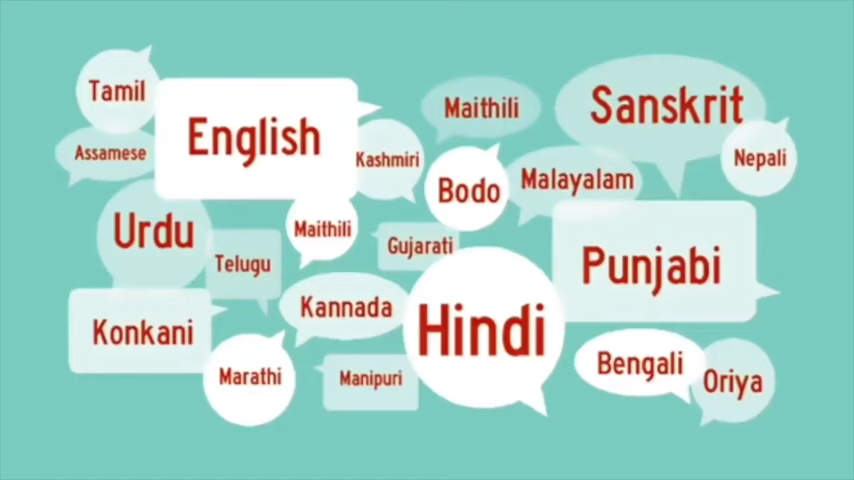 Tamil
English
Maithili
Sanskrit
Assamese
Kashmiri
Nepali
Bodo
Malayalam
Urdu
Maithili
Gujarati
Telugu
Punjabi
Kannada
Konkani
Hindi
Marathi
Manipuri
Bengali
Oriya